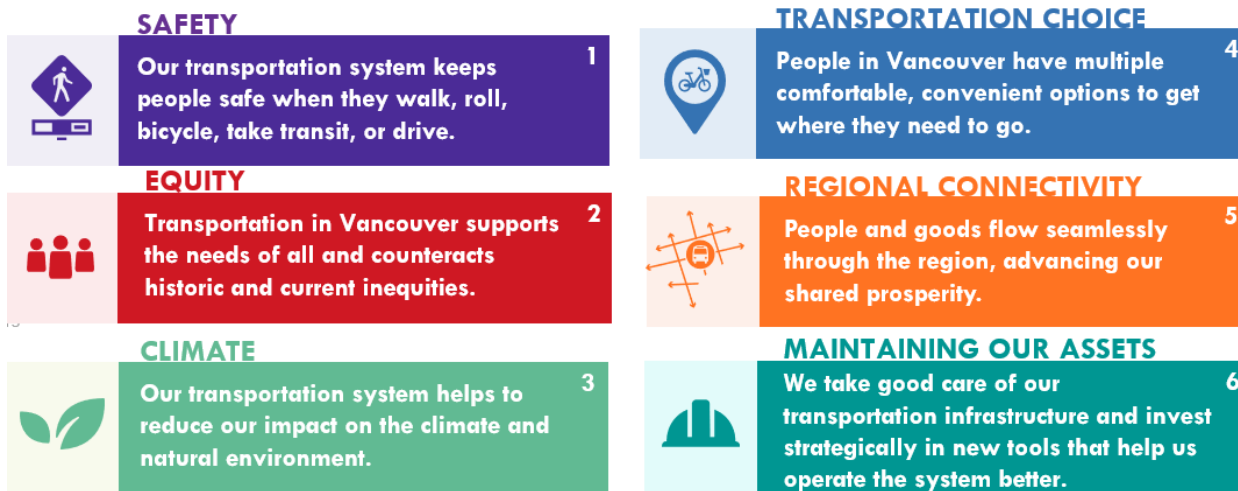 SAFETY
1
Our transportation system keeps
people safe when they walk, roll,
bicycle, take transit, or drive.
EQUITY
2
Transportation in Vancouver supports
the needs of all and counteracts
historic and current inequities.
CLIMATE
3
Our transportation system helps to
reduce our impact on the climate and
natural environment.
TRANSPORTATION CHOICE
4
People in Vancouver have multiple
comfortable, convenient options to get
where they need to go.
REGIONAL CONNECTIVITY
5
People and goods flow seamlessly
through the region, advancing our
shared prosperity.
MAINTAINING OUR ASSETS
6
We take good care of our
transportation infrastructure and invest
strategically in new tools that help us
operate the system better.